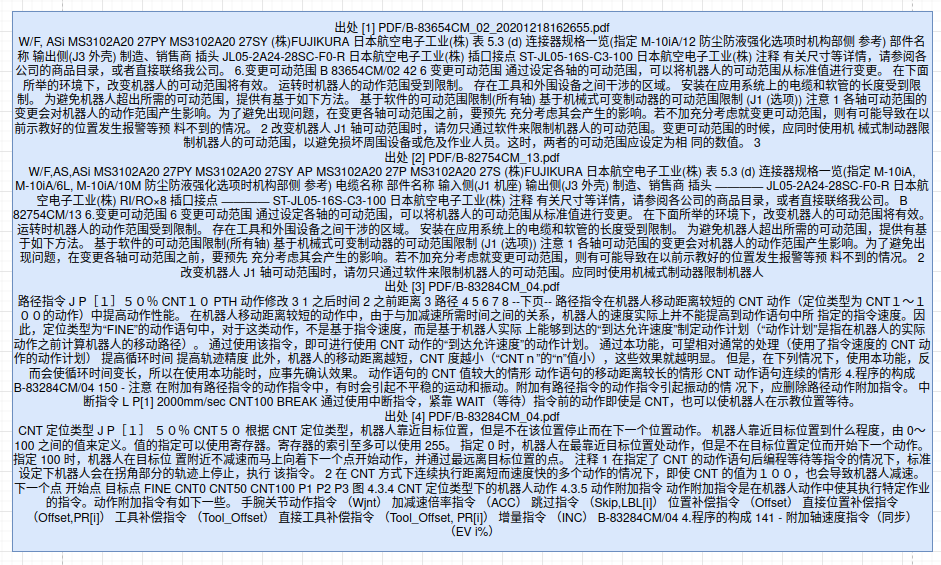 出处 [1] PDF/B-83654CM_02_20201218162655.pdf
W/F, ASi MS3102A20 27PY MS3102A20 27SY (株)FUJIKURA 日本航空电子工业(株) 表 5.3 (d) 连接器规格一览(指定 M-10iA/12 防尘防液强化选项时机构部侧 参考) 部件名
称 输出侧(J3 外壳) 制造、销售商 插头 JL05-2A24-28SC-F0-R 日本航空电子工业(株) 插口接点 ST-JL05-16S-C3-100 日本航空电子工业(株) 注释 有关尺寸等详情，请参阅各
公司的商品目录，或者直接联络我公司。 6.变更可动范围 B 83654CM/02 42 6 变更可动范围 通过设定各轴的可动范围，可以将机器人的可动范围从标准值进行变更。 在下面
所举的环境下，改变机器人的可动范围将有效。 运转时机器人的动作范围受到限制。 存在工具和外围设备之间干涉的区域。 安装在应用系统上的电缆和软管的长度受到限
制。 为避免机器人超出所需的可动范围，提供有基于如下方法。 基于软件的可动范围限制(所有轴) 基于机械式可变制动器的可动范围限制 (J1 (选项)) 注意 1 各轴可动范围的
变更会对机器人的动作范围产生影响。为了避免出现问题，在变更各轴可动范围之前，要预先 充分考虑其会产生的影响。若不加充分考虑就变更可动范围，则有可能导致在以
前示教好的位置发生报警等预 料不到的情况。 2 改变机器人 J1 轴可动范围时，请勿只通过软件来限制机器人的可动范围。变更可动范围的时候，应同时使用机 械式制动器限
制机器人的可动范围，以避免损坏周围设备或危及作业人员。这时，两者的可动范围应设定为相 同的数值。 3
出处 [2] PDF/B-82754CM_13.pdf
W/F,AS,ASi MS3102A20 27PY MS3102A20 27SY AP MS3102A20 27P MS3102A20 27S (株)FUJIKURA 日本航空电子工业(株) 表 5.3 (d) 连接器规格一览(指定 M-10iA,
M-10iA/6L, M-10iA/10M 防尘防液强化选项时机构部侧 参考) 电缆名称 部件名称 输入侧(J1 机座) 输出侧(J3 外壳) 制造、销售商 插头 ———— JL05-2A24-28SC-F0-R 日本航
空电子工业(株) RI/RO×8 插口接点 ———— ST-JL05-16S-C3-100 日本航空电子工业(株) 注释 有关尺寸等详情，请参阅各公司的商品目录，或者直接联络我公司。 B
82754CM/13 6.变更可动范围 6 变更可动范围 通过设定各轴的可动范围，可以将机器人的可动范围从标准值进行变更。 在下面所举的环境下，改变机器人的可动范围将有效。
运转时机器人的动作范围受到限制。 存在工具和外围设备之间干涉的区域。 安装在应用系统上的电缆和软管的长度受到限制。 为避免机器人超出所需的可动范围，提供有基
于如下方法。 基于软件的可动范围限制(所有轴) 基于机械式可变制动器的可动范围限制 (J1 (选项)) 注意 1 各轴可动范围的变更会对机器人的动作范围产生影响。为了避免出
现问题，在变更各轴可动范围之前，要预先 充分考虑其会产生的影响。若不加充分考虑就变更可动范围，则有可能导致在以前示教好的位置发生报警等预 料不到的情况。 2
改变机器人 J1 轴可动范围时，请勿只通过软件来限制机器人的可动范围。应同时使用机械式制动器限制机器人
出处 [3] PDF/B-83284CM_04.pdf
路径指令 J P［１］５０％ CNT１０ PTH 动作修改 3 1 之后时间 2 之前距离 3 路径 4 5 6 7 8 --下页-- 路径指令在机器人移动距离较短的 CNT 动作（定位类型为 CNT１～１
００的动作）中提高动作性能。 在机器人移动距离较短的动作中，由于与加减速所需时间之间的关系，机器人的速度实际上并不能提高到动作语句中所 指定的指令速度。因
此，定位类型为“FINE”的动作语句中，对于这类动作，不是基于指令速度，而是基于机器人实际 上能够到达的“到达允许速度”制定动作计划（“动作计划”是指在机器人的实际
动作之前计算机器人的移动路径）。 通过使用该指令，即可进行使用 CNT 动作的“到达允许速度”的动作计划。 通过本功能，可望相对通常的处理（使用了指令速度的 CNT 动
作的动作计划） 提高循环时间 提高轨迹精度 此外，机器人的移动距离越短，CNT 度越小（“CNTｎ”的“n”值小），这些效果就越明显。 但是，在下列情况下，使用本功能，反
而会使循环时间变长，所以在使用本功能时，应事先确认效果。 动作语句的 CNT 值较大的情形 动作语句的移动距离较长的情形 CNT 动作语句连续的情形 4.程序的构成
B-83284CM/04 150 - 注意 在附加有路径指令的动作指令中，有时会引起不平稳的运动和振动。附加有路径指令的动作指令引起振动的情 况下，应删除路径动作附加指令。 中
断指令 L P[1] 2000mm/sec CNT100 BREAK 通过使用中断指令，紧靠 WAIT（等待）指令前的动作即使是 CNT，也可以使机器人在示教位置等待。
出处 [4] PDF/B-83284CM_04.pdf
CNT 定位类型 J P［１］ ５０％ CNT５０ 根据 CNT 定位类型，机器人靠近目标位置，但是不在该位置停止而在下一个位置动作。 机器人靠近目标位置到什么程度，由 0～
100 之间的值来定义。值的指定可以使用寄存器。寄存器的索引至多可以使用 255。 指定 0 时，机器人在最靠近目标位置处动作，但是不在目标位置定位而开始下一个动作。
指定 100 时，机器人在目标位 置附近不减速而马上向着下一个点开始动作，并通过最远离目标位置的点。 注释 1 在指定了 CNT 的动作语句后编程等待等指令的情况下，标准
设定下机器人会在拐角部分的轨迹上停止，执行 该指令。 2 在 CNT 方式下连续执行距离短而速度快的多个动作的情况下，即使 CNT 的值为１００，也会导致机器人减速。
下一个点 开始点 目标点 FINE CNT0 CNT50 CNT100 P1 P2 P3 图 4.3.4 CNT 定位类型下的机器人动作 4.3.5 动作附加指令 动作附加指令是在机器人动作中使其执行特定作业
的指令。动作附加指令有如下一些。 手腕关节动作指令 （Wjnt） 加减速倍率指令 （ACC） 跳过指令 （Skip,LBL[i]） 位置补偿指令 （Offset） 直接位置补偿指令
（Offset,PR[i]） 工具补偿指令 （Tool_Offset） 直接工具补偿指令 （Tool_Offset, PR[i]） 增量指令 （INC） B-83284CM/04 4.程序的构成 141 - 附加轴速度指令（同步）
（EV i%）